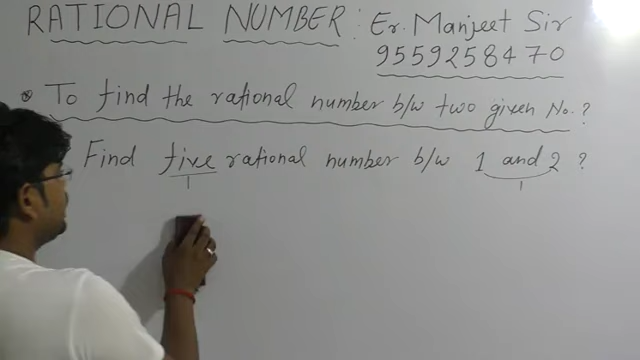 RATIONAL NUMBER : Er. Manjeet Sir
9559258470
To find the rational number b/w two given No. ?
Find five rational number b/w 1 and 2 ?